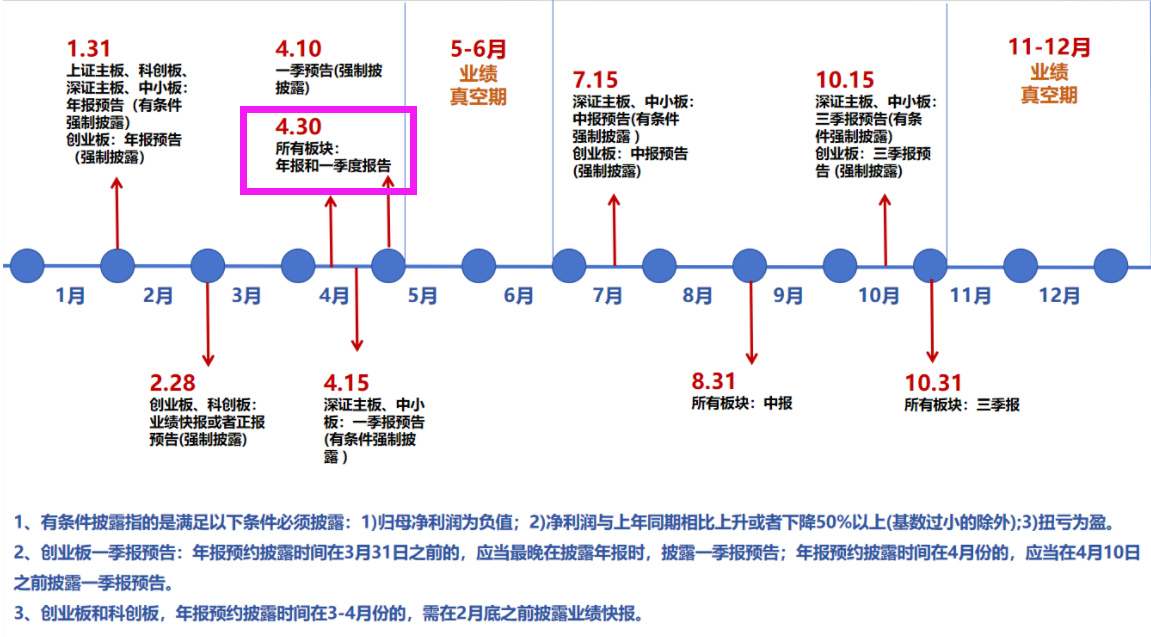 1.31
上证主板、科创板、
深证主板、中小板：
年报预告（有条件
强制披露)
创业板：年报预告
（强制披露)
4.10
一季预告(强制披
披露)
4.30
所有板块：
年报和一季度报告
5-6月
业绩
真空期
7.15
深证主板、中小板：
中报预告(有条件
强制披露 )
创业板：中报预告
(强制披露)
10.15
深证主板、中小板：
三季报预告(有条
件强制披露)
创业板：三季报预
告 (强制披露)
11-12月
业绩
真空期
1月
2月
3月
4月
5月
6月
7月
8月
9月
10月
11月
12月
2.28
创业板、科创板：
业绩快报或者正报
预告(强制披露)
4.15
深证主板、中小
板：一季报预告
(有条件强制披
露 )
8.31
所有板块：中报
10.31
所有板块：三季报
1、有条件披露指的是满足以下条件必须披露：1)归母净利润为负值；2)净利润与上年同期相比上升或者下降50%以上(基数过小的除外);3)扭亏为盈。
2、创业板一季报预告：年报预约披露时间在3月31日之前的，应当最晚在披露年报时，披露一季报预告；年报预约披露时间在4月份的，应当在4月10日
之前披露一季报预告。
3、创业板和科创板，年报预约披露时间在3-4月份的，需在2月底之前披露业绩快报。